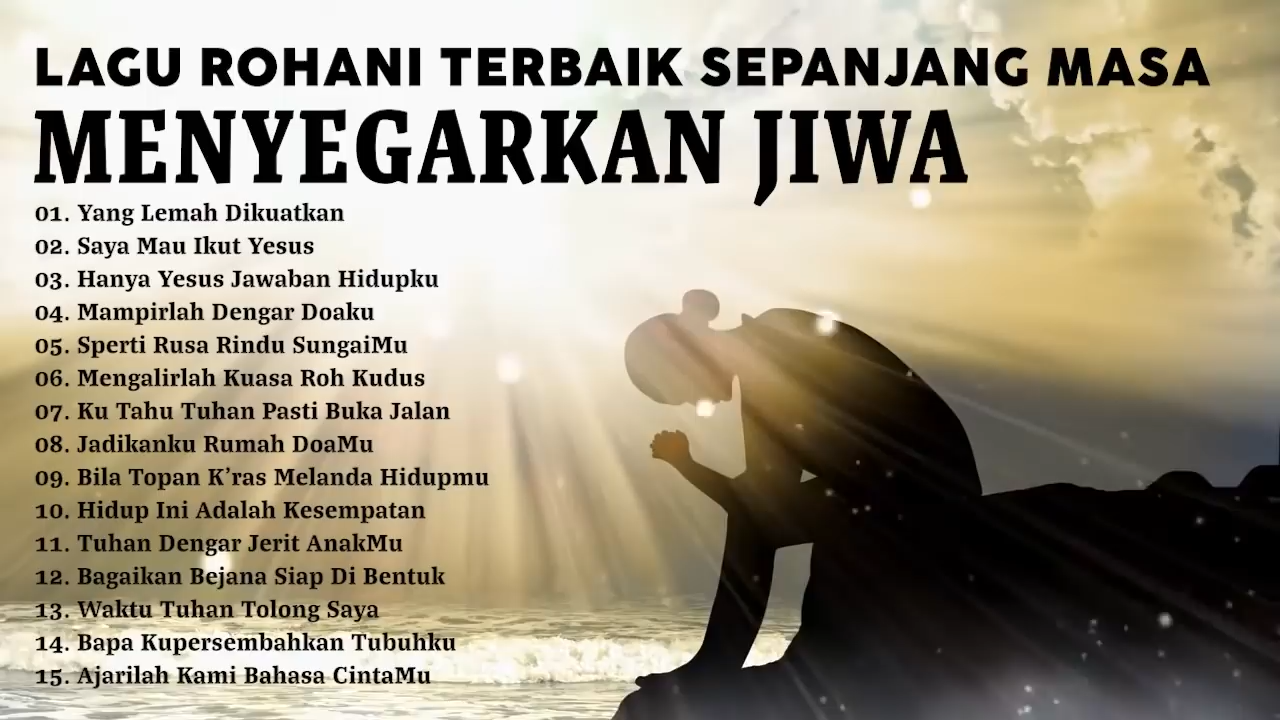 LAGU ROHANI TERBAIK SEPANJANG MASA
MENYEGARKAN JIWA
01. Yang Lemah Dikuatkan
02. Saya Mau Ikut Yesus
03. Hanya Yesus Jawaban Hidupku
04. Mampirlah Dengar Doaku
05. Sperti Rusa Rindu SungaiMu
06. Mengalirlah Kuasa Roh Kudus
07. Ku Tahu Tuhan Pasti Buka Jalan
08. Jadikanku Rumah DoaMu
09. Bila Topan K’ras Melanda Hidupmu
10. Hidup Ini Adalah Kesempatan
11. Tuhan Dengar Jerit AnakMu
12. Bagaikan Bejana Siap Di Bentuk
13. Waktu Tuhan Tolong Saya
14. Bapa Kupersembahkan Tubuhku
15. Ajarilah Kami Bahasa CintaMu